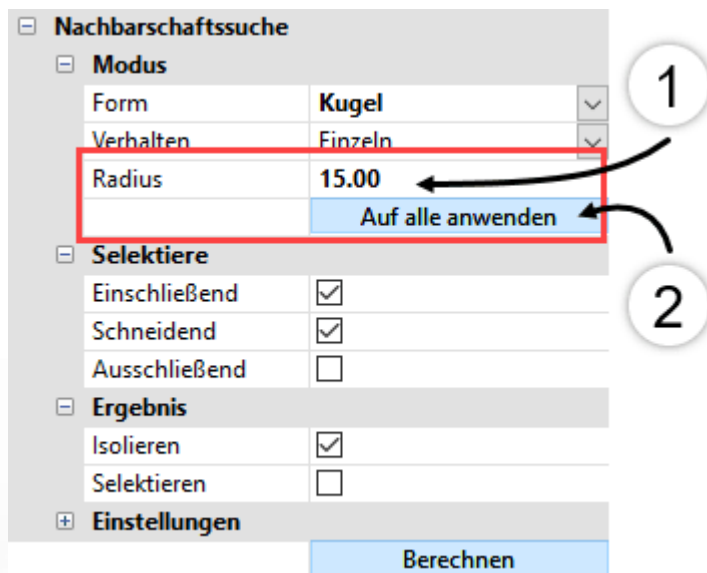 Nachbarschaftssuche
Modus
Form Kugel
Verhalten Einzeln
Radius 15.00
Auf alle anwenden
Selektiere
Einschließend
Schneidend
Ausschließend
Ergebnis
Isolieren
Selektieren
Einstellungen
Berechnen
1
2